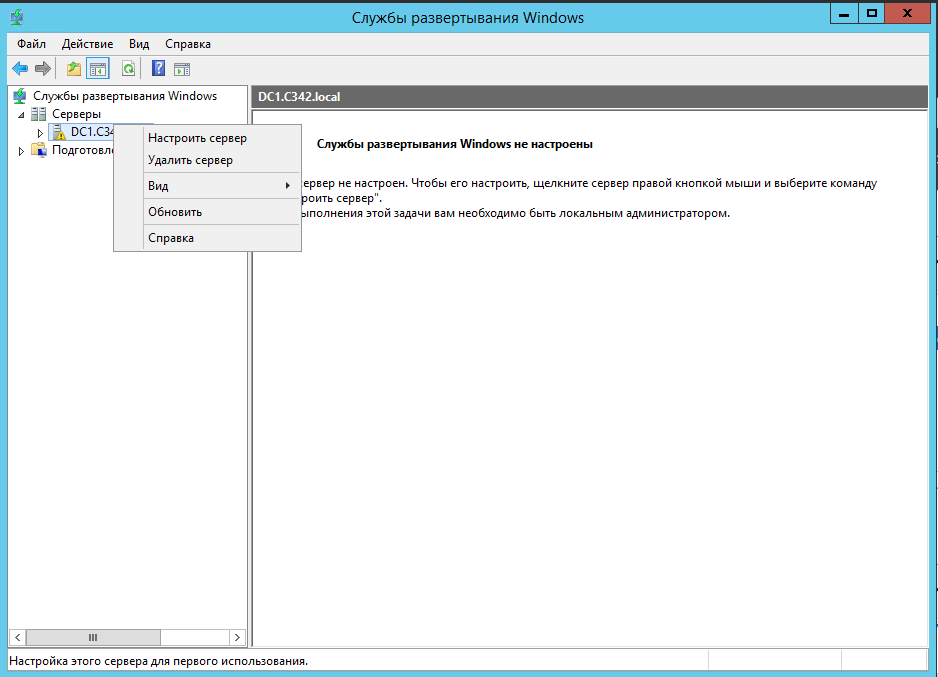 Службы развертывания Windows
Файл Действие Вид Справка
Службы развертывания Windows
Серверы
DC1.C34
Подготовл
DC1.C342.local
Настроить сервер
Удалить сервер
Вид
Обновить
Справка
Службы развертывания Windows не настроены
ервер не настроен. Чтобы его настроить, щелкните сервер правой кнопкой мыши и выберите команду
роить сервер".
ыполнения этой задачи вам необходимо быть локальным администратором.
Настройка этого сервера для первого использования.